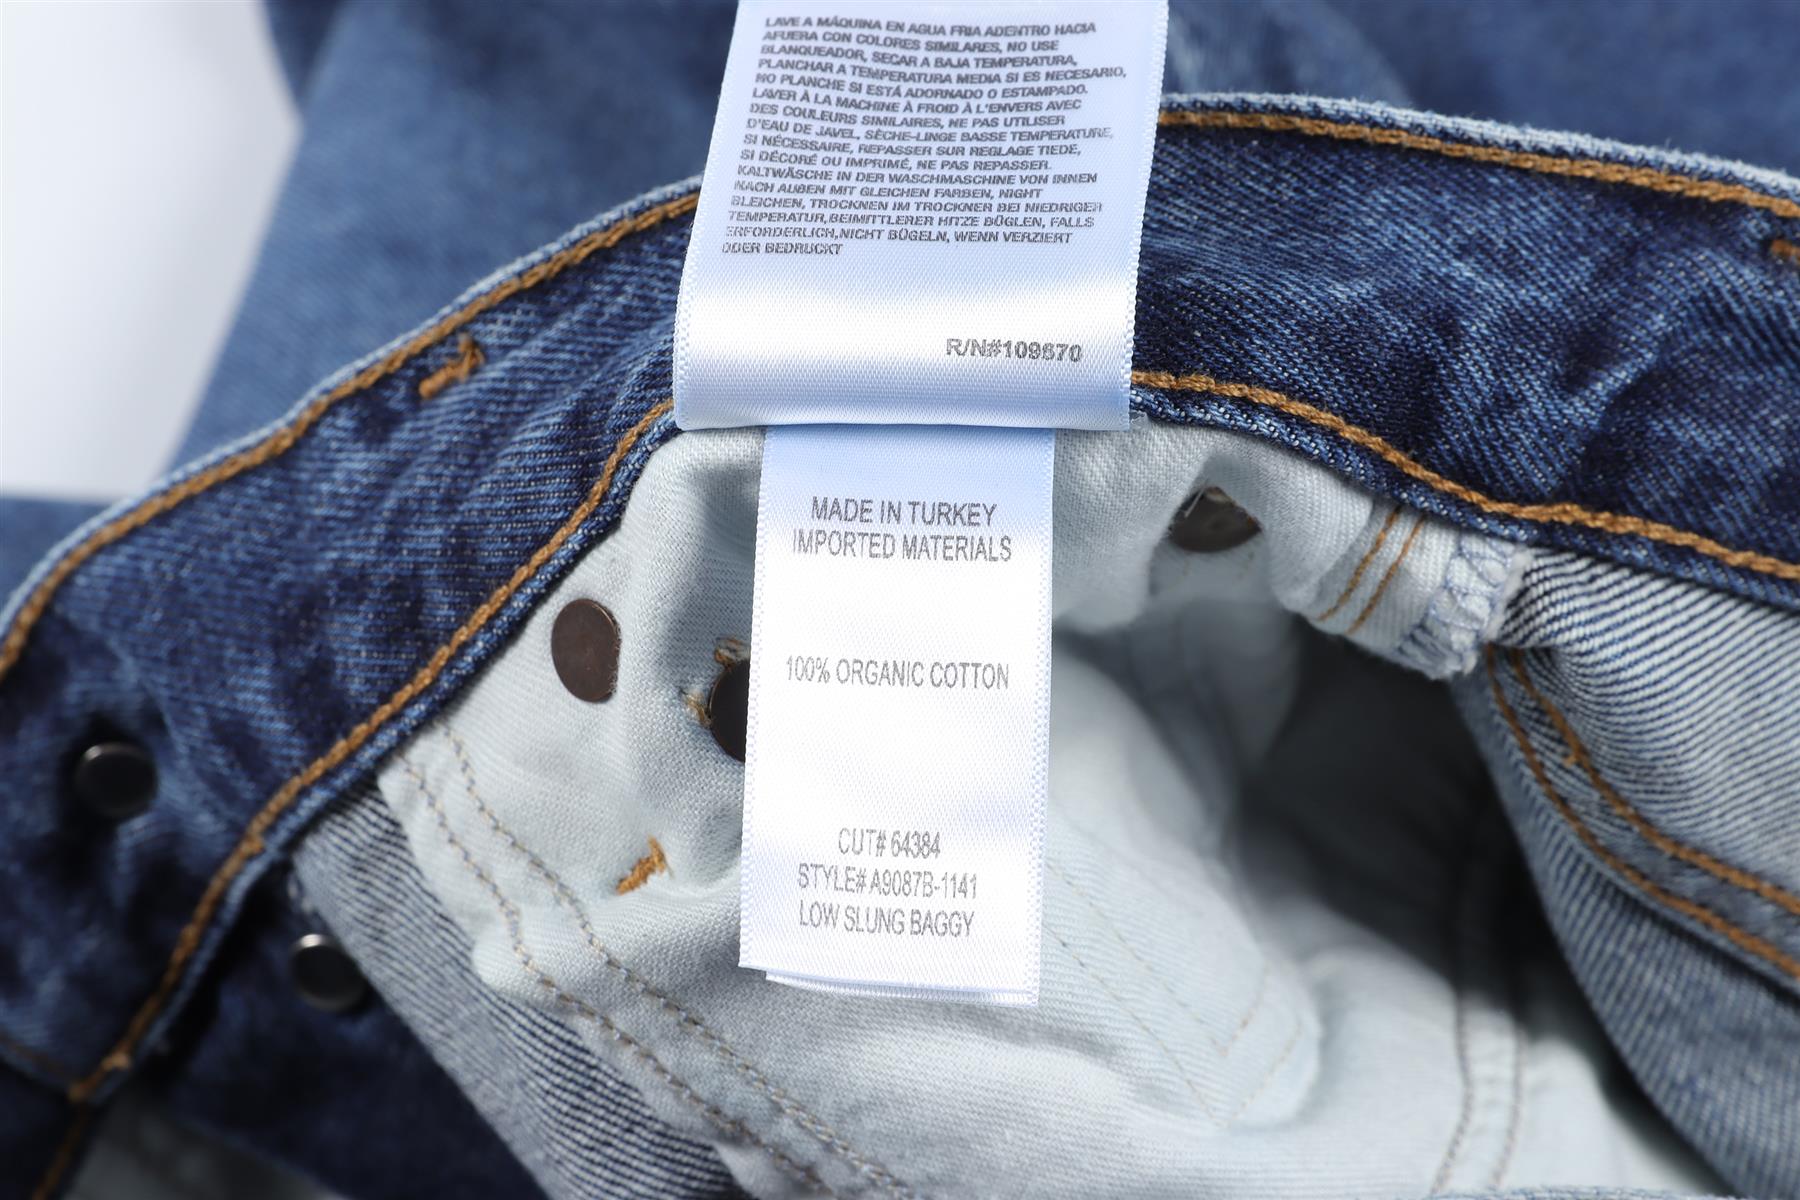 LAVE A MÁQUINA EN AGUA FRIA ADENTRO HACIA
AFUERA CON COLORES SIMILARES, NO USE
BLANQUEADOR, SECAR A BAJA TEMPERATURA,
PLANCHAR A TEMPERATURA MEDIA SI ES NECESARIO,
NO PLANCHE SI ESTÁ ADORNADO O ESTAMPADO.
LAVER À LA MACHINE À FROID À L'ENVERS AVEC
DES COULEURS SIMILAIRES, NE PAS UTILISER
D'EAU DE JAVEL, SÈCHE-LINGE BASSE TEMPERATURE,
SI NÉCESSAIRE, REPASSER SUR REGLAGE TIEDE,
SI DÉCORÉ OU IMPRIMÉ, NE PAS REPASSER.
KALTWÄSCHE IN DER WASCHMASCHINE VON INNEN
NACH AUßEN MIT GLEICHEN FARBEN, NIGHT
BLEICHEN, TROCKNEN IM TROCKNER BEI NIEDRIGER
TEMPERATUR,BEIMITTLERER HITZE BÜGLEN, FALLS
ERFORDERLICH,NICHT BÜGELN, WENN VERZIERT
ODER BEDRUCKT
R/N#109670
MADE IN TURKEY
IMPORTED MATERIALS
100% ORGANIC COTTON
CUT# 64384
STYLE# A9087B-1141
LOW SLUNG BAGGY